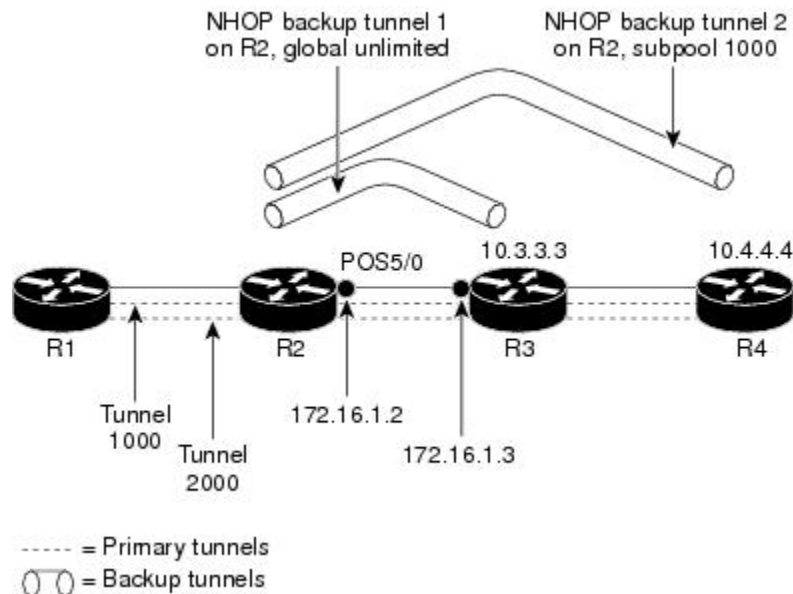 NHOP backup tunnel 1
on R2, global unlimited
NHOP backup tunnel 2
on R2, subpool 1000
POS5/0
10.3.3.3
10.4.4.4
R1
R2
R3
R4
Tunnel
1000
Tunnel
2000
172.16.1.2
172.16.1.3
= Primary tunnels
= Backup tunnels